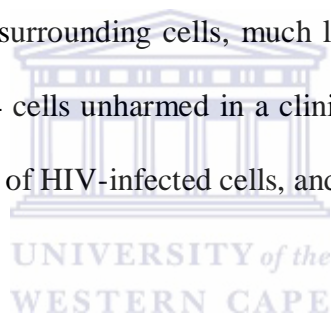 surrounding cells, much l
cells unharmed in a clini
of HIV-infected cells, and
UNIVERSITY of the
WESTERN CAPE